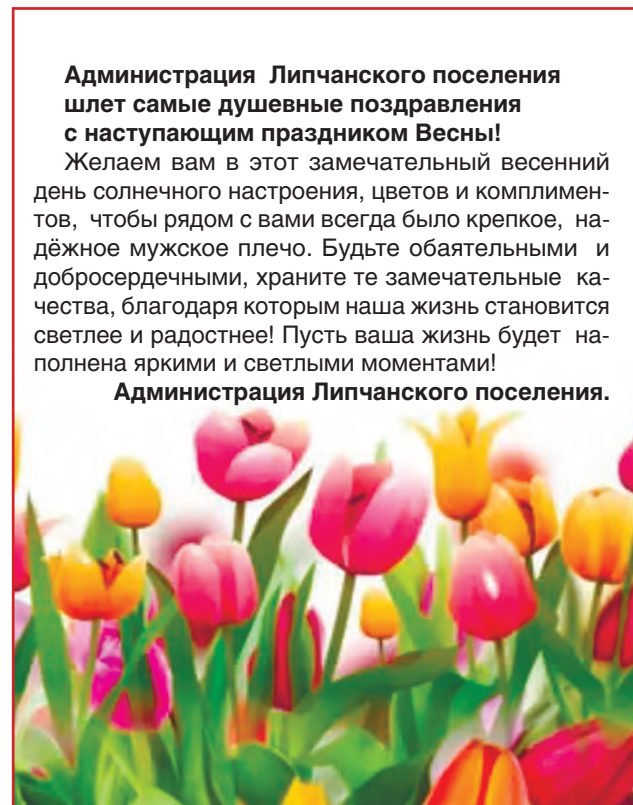 Администрация Липчанского поселения
шлет самые душевные поздравления
с наступающим праздником Весны!
Желаем вам в этот замечательный весенний
день солнечного настроения, цветов и комплимен-
тов, чтобы рядом с вами всегда было крепкое, на-
дёжное мужское плечо. Будьте обаятельными и
добросердечными, храните те замечательные ка-
чества, благодаря которым наша жизнь становится
светлее и радостнее! Пусть ваша жизнь будет на-
полнена яркими и светлыми моментами!
Администрация Липчанского поселения.